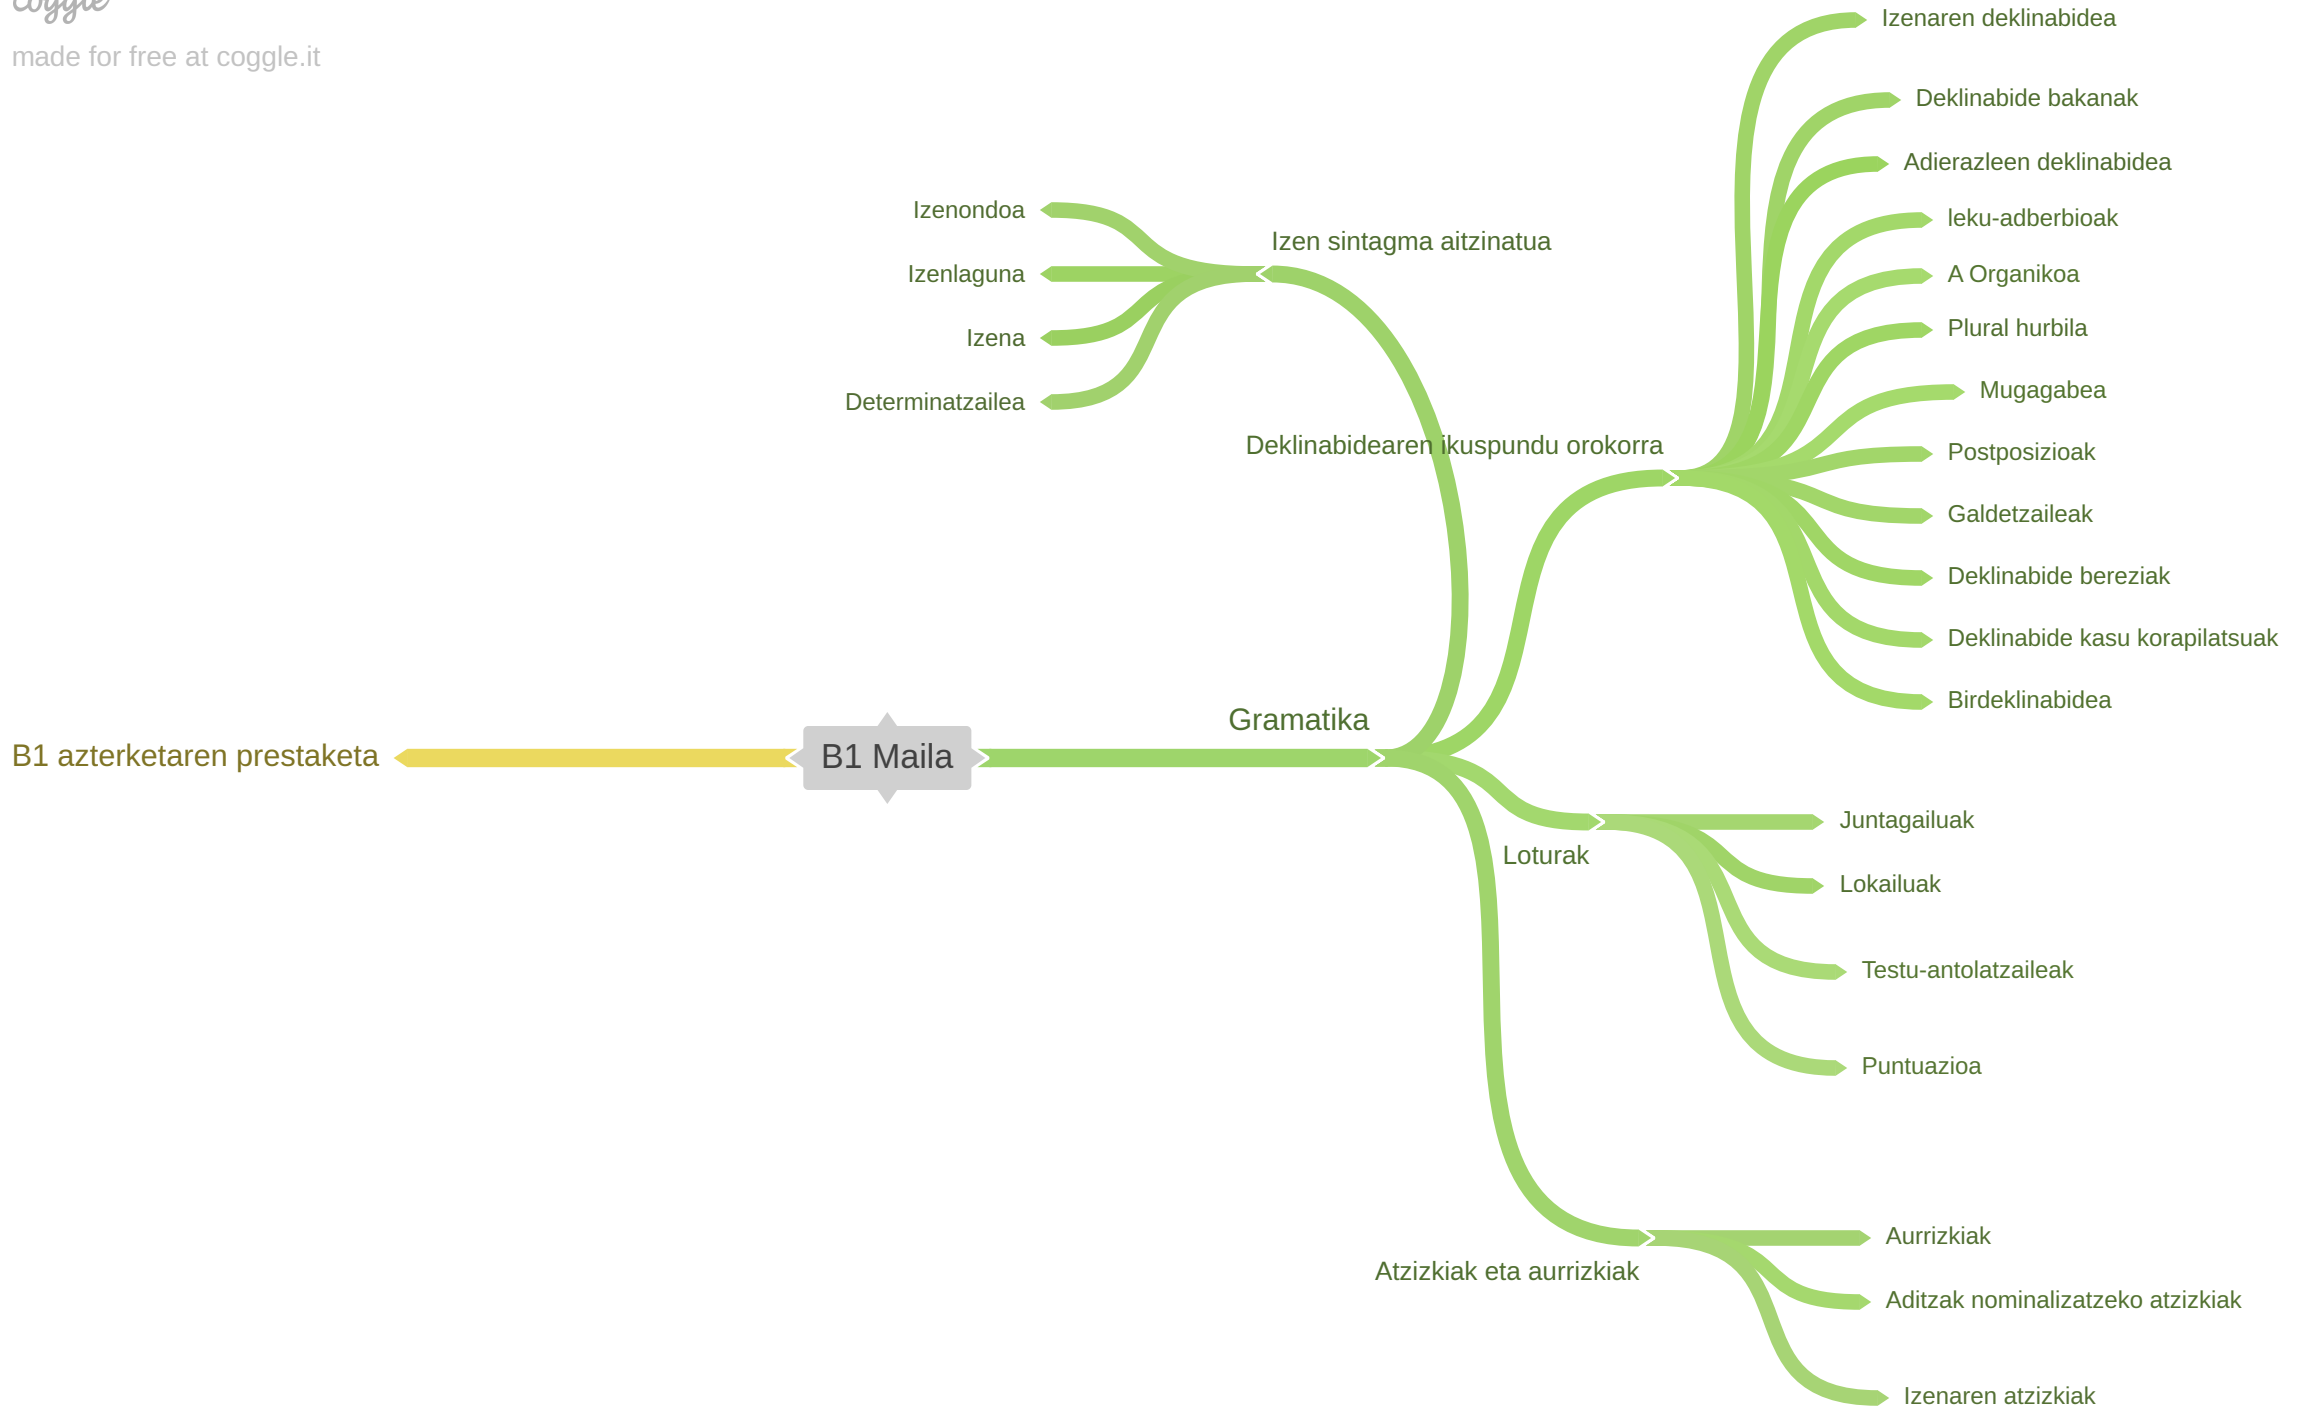 coggle
made for free at coggle.it
Izenaren deklinabidea
Deklinabide bakanak
Adierazleen deklinabidea
leku-adberbioak
A Organikoa
Plural hurbila
Mugagabea
Postposizioak
Galdetzaileak
Deklinabide bereziak
Deklinabide kasu korapilatsuak
Birdeklinabidea
Izen sintagma aitzinatua
Izenondoa
Izenlaguna
Izena
Determinatzailea
Deklinabidearen ikuspundu orokorra
Gramatika
B1 azterketaren prestaketa
B1 Maila
Loturak
Juntagailuak
Lokailuak
Testu-antolatzaileak
Puntuazioa
Atzizkiak eta aurrizkiak
Aurrizkiak
Aditzak nominalizatzeko atzizkiak
Izenaren atzizkiak